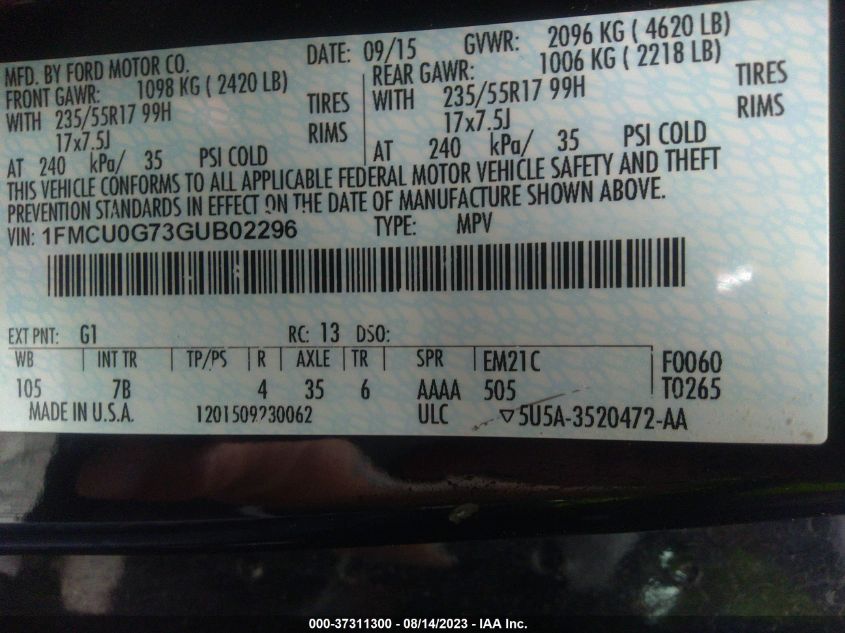 MFD. BY FORD MOTOR CO.
DATE: 09/15 GVWR: 2096 KG ( 4620 LB)
FRONT GAWR: 1098 KG ( 2420 LB)
WITH 235/55R17 99H TIRES
17x7.5J RIMS
AT 240 kPa/ 35 PSI COLD
REAR GAWR: 1006 KG ( 2218 LB)
WITH 235/55R17 99H TIRES
17x7.5J RIMS
AT 240 kPa/ 35 PSI COLD
THIS VEHICLE CONFORMS TO ALL APPLICABLE FEDERAL MOTOR VEHICLE SAFETY AND THEFT
PREVENTION STANDARDS IN EFFECT ON THE DATE OF MANUFACTURE SHOWN ABOVE.
VIN: 1FMCU0G73GUB02296 TYPE: MPV
EXT PNT: G1 RC: 13 DSO:
WB INT TR TP/PS R AXLE TR SPR EM21C F0060
105 7B 4 35 6 AAAA 505 T0265
MADE IN U.S.A. 1201509230062 ULC ▽5U5A-3520472-AA
000-37311300 - 08/14/2023 - IAA Inc.